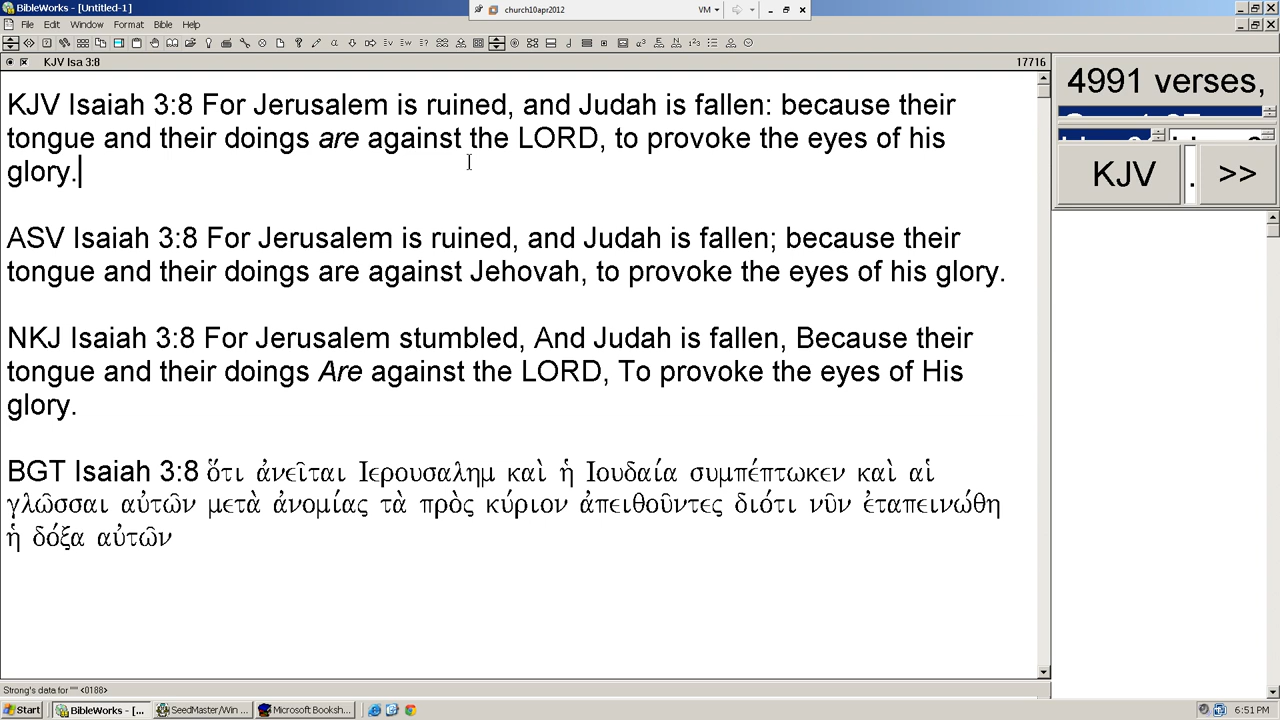 BibleWorks - [Untitled-1]
church10apr2012
VM
File Edit Window Format Bible Help
KJV Isa 3:8
17716
KJV Isaiah 3:8 For Jerusalem is ruined, and Judah is fallen: because their
tongue and their doings are against the LORD, to provoke the eyes of his
glory.
ASV Isaiah 3:8 For Jerusalem is ruined, and Judah is fallen; because their
tongue and their doings are against Jehovah, to provoke the eyes of his glory.
NKJ Isaiah 3:8 For Jerusalem stumbled, And Judah is fallen, Because their
tongue and their doings Are against the LORD, To provoke the eyes of His
glory.
BGT Isaiah 3:8 ὅτι ἀνεῖται Ιερουσαλημ καὶ ἡ Ιουδαία συμπέπτωκεν καὶ αἱ
γλῶσσαι αὐτῶν μετὰ ἀνομίας τὰ πρὸς κύριον ἀπειθοῦντες διότι νῦν ἐταπεινώθη
ἡ δόξα αὐτῶν
4991 verses,
KJV . >>
Strong's data for "" <0188>
Start
BibleWorks - [...
SeedMaster/Win ...
Microsoft Booksh...
6:51 PM